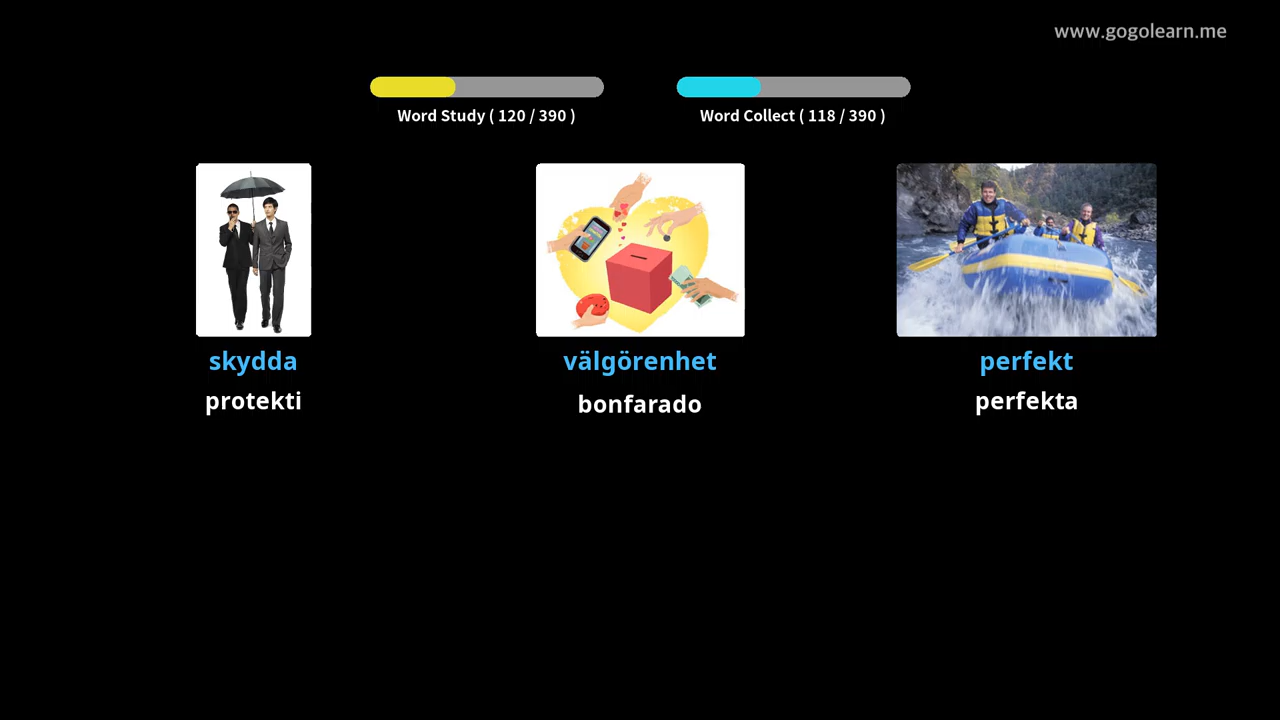 www.gogolearn.me
Word Study ( 120 / 390 )
Word Collect ( 118 / 390 )
skydda
protekti
välgörenhet
bonfarado
perfekt
perfekta